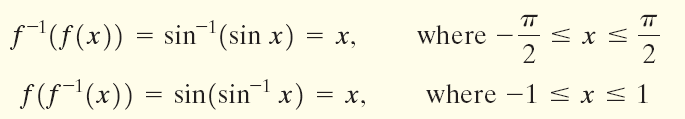 f⁻¹(f(x)) = sin⁻¹(sin x) = x, where −π/2 ≤ x ≤ π/2
f(f⁻¹(x)) = sin(sin⁻¹ x) = x, where −1 ≤ x ≤ 1